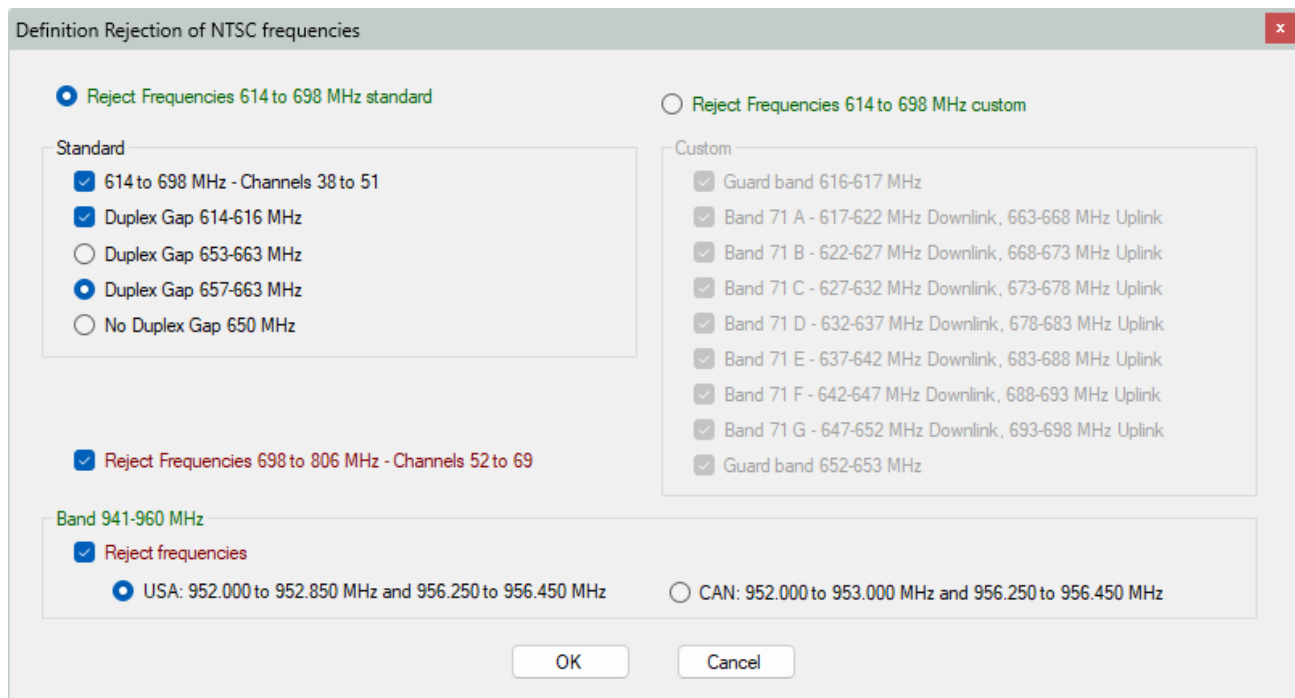 Definition Rejection of NTSC frequencies
x
Reject Frequencies 614 to 698 MHz standard
Standard
614 to 698 MHz - Channels 38 to 51
Duplex Gap 614-616 MHz
Duplex Gap 653-663 MHz
Duplex Gap 657-663 MHz
No Duplex Gap 650 MHz
Reject Frequencies 698 to 806 MHz - Channels 52 to 69
Reject Frequencies 614 to 698 MHz custom
Custom
Guard band 616-617 MHz
Band 71 A - 617-622 MHz Downlink, 663-668 MHz Uplink
Band 71 B - 622-627 MHz Downlink, 668-673 MHz Uplink
Band 71 C - 627-632 MHz Downlink, 673-678 MHz Uplink
Band 71 D - 632-637 MHz Downlink, 678-683 MHz Uplink
Band 71 E - 637-642 MHz Downlink, 683-688 MHz Uplink
Band 71 F - 642-647 MHz Downlink, 688-693 MHz Uplink
Band 71 G - 647-652 MHz Downlink, 693-698 MHz Uplink
Guard band 652-653 MHz
Band 941-960 MHz
Reject frequencies
USA: 952.000 to 952.850 MHz and 956.250 to 956.450 MHz
CAN: 952.000 to 953.000 MHz and 956.250 to 956.450 MHz
OK
Cancel